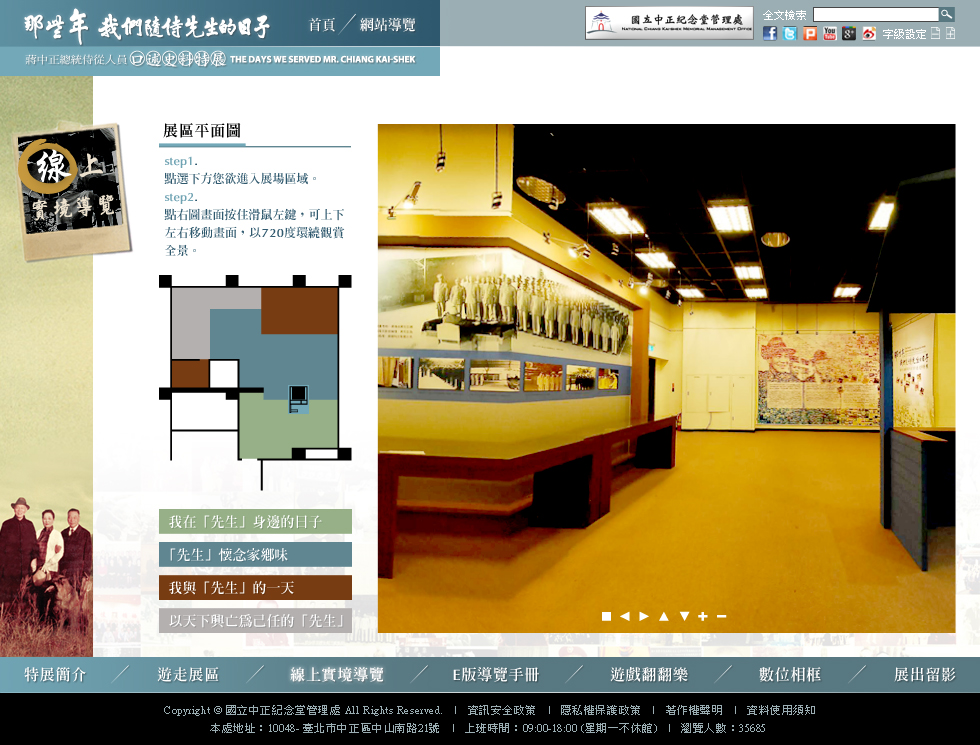 那些年 我們隨侍先生的日子
首頁 ╱ 網站導覽
國立中正紀念堂管理處
NATIONAL CHIANG KAI-SHEK MEMORIAL MANAGEMENT OFFICE
全文檢索
字級設定
蔣中正總統侍從人員 口述史料特展 THE DAYS WE SERVED MR. CHIANG KAI-SHEK
線上
實境導覽
展區平面圖
step1.
點選下方您欲進入展場區域。
step2.
點右圖畫面按住滑鼠左鍵，可上下
左右移動畫面，以720度環繞觀賞
全景。
我在「先生」身邊的日子
「先生」懷念家鄉味
我與「先生」的一天
以天下興亡為己任的「先生」
特展簡介 ╱ 遊走展區 ╱ 線上實境導覽 ╱ E版導覽手冊 ╱ 遊戲翻翻樂 ╱ 數位相框 ╱ 展出留影
Copyright © 國立中正紀念堂管理處 All Rights Reserved. | 資訊安全政策 | 隱私權保護政策 | 著作權聲明 | 資料使用須知
本處地址：10048- 臺北市中正區中山南路21號 | 上班時間：09:00-18:00 (星期一不休館) | 瀏覽人數：35685